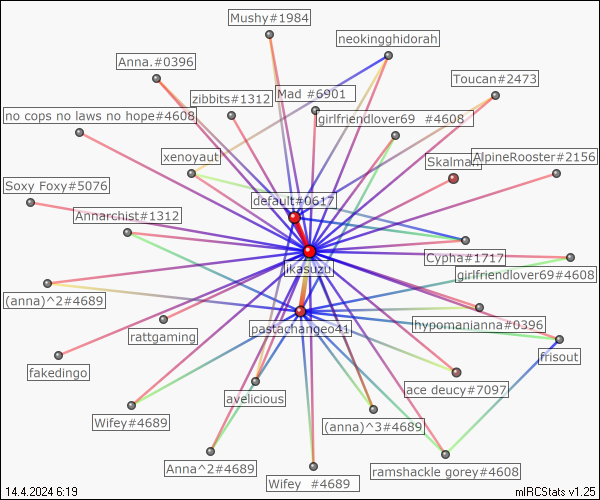 Mushy#1984
neokingghidorah
Anna.#0396
Toucan#2473
zibbits#1312
Mad #6901
no cops no laws no hope#4608
girlfriendlover69 #4608
xenoyaut
Skalman
AlpineRooster#2156
Soxy Foxy#5076
default#0617
Annarchist#1312
Cypha#1717
ikasuzu
girlfriendlover69#4608
(anna)^2#4689
pastachangeo41
hypomanianna#0396
rattgaming
frisout
fakedingo
ace deucy#7097
avelicious
Wifey#4689
(anna)^3#4689
Anna^2#4689
ramshackle gorey#4608
Wifey #4689
14.4.2024 6:19
mIRCStats v1.25